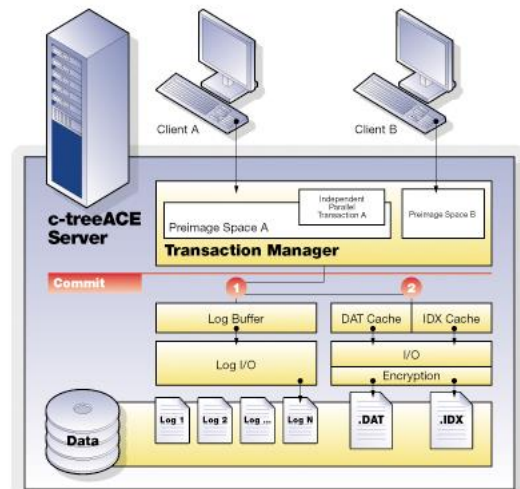 Client A
Client B
c-treeACE
Server
Independent
Parallel
Transaction A
Preimage Space A
Preimage Space B
Transaction Manager
Commit
1
2
Log Buffer
DAT Cache
IDX Cache
Log I/O
I/O
Encryption
Data
Log 1
Log 2
Log ...
Log N
.DAT
.IDX